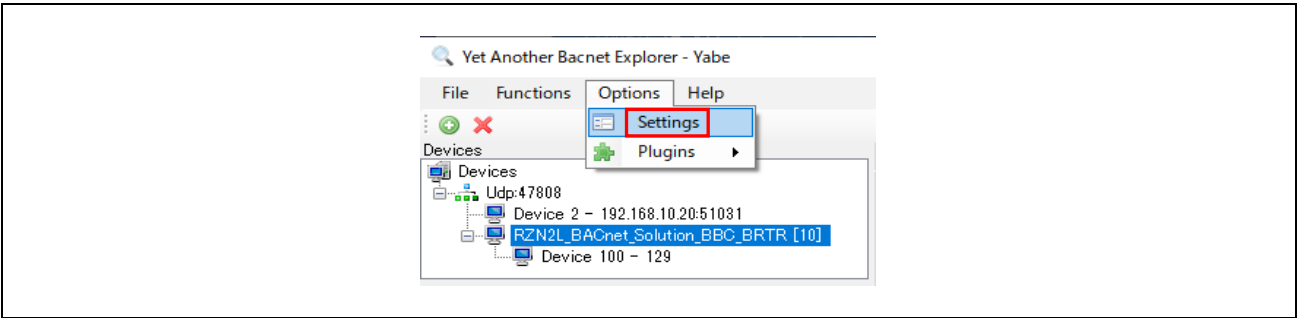 Yet Another Bacnet Explorer - Yabe
File Functions Options Help
Settings
Devices
Plugins
Devices
Udp:47808
Device 2 - 192.168.10.20:51031
RZN2L_BACnet_Solution_BBC_BRTR [10]
Device 100 - 129